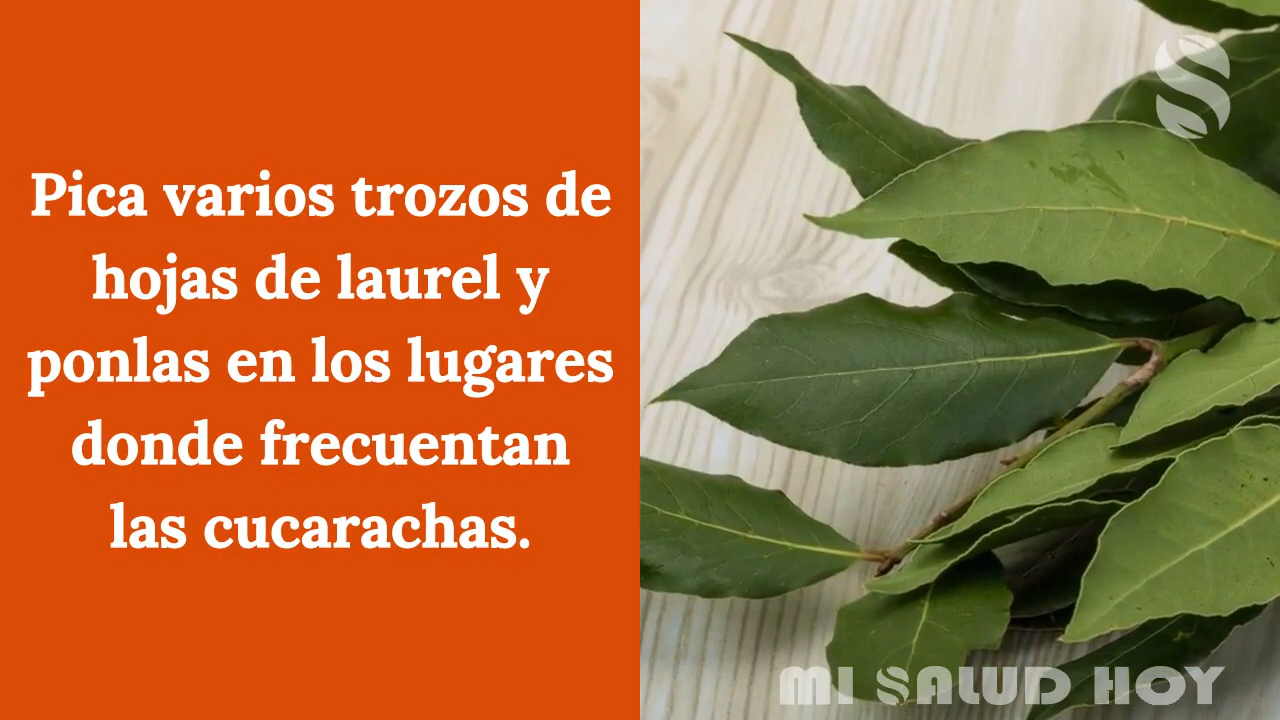 Pica varios trozos de
hojas de laurel y
ponlas en los lugares
donde frecuentan
las cucarachas.
MI SALUD HOY